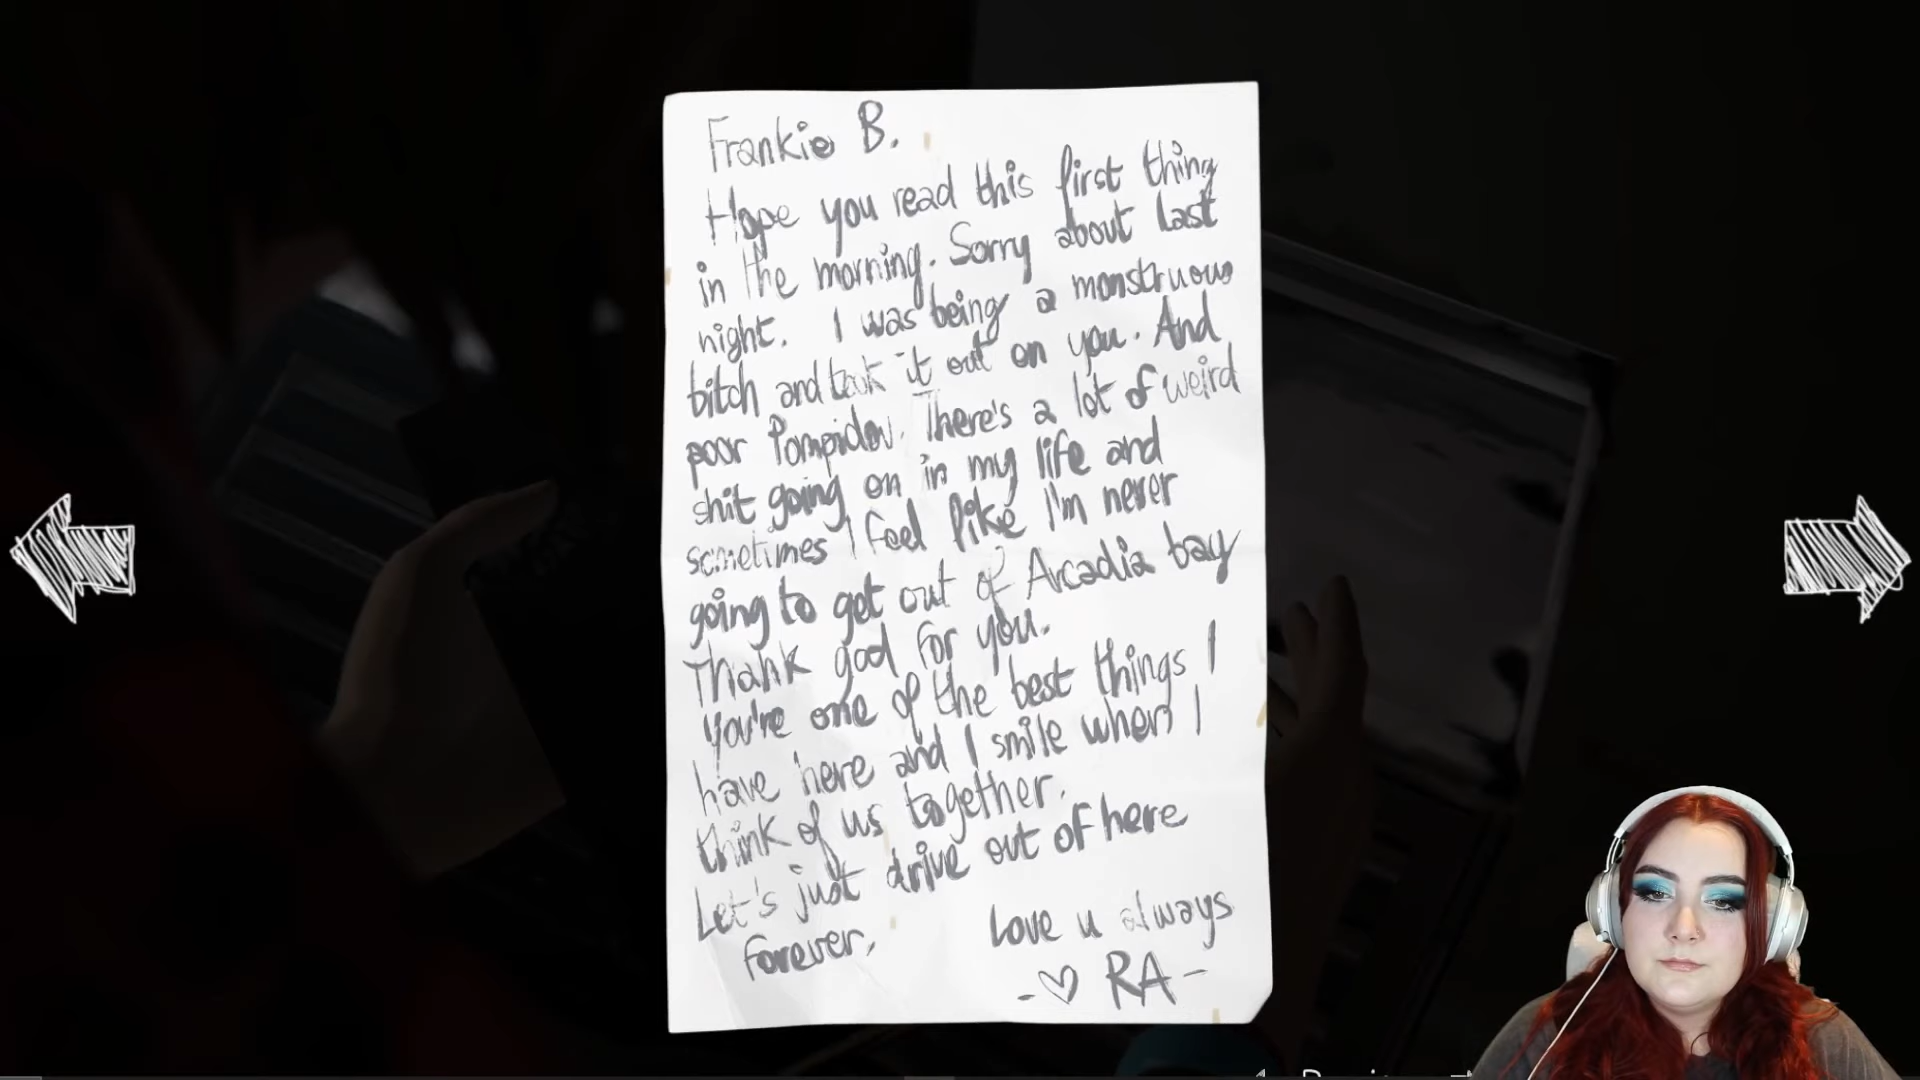 Frankie B.
Hope you read this first thing
in the morning. Sorry about last
night. I was being a monstruous
bitch and took it out on you. And
poor Pompidou. There's a lot of weird
shit going on in my life and
sometimes I feel like I'm never
going to get out of Arcadia bay
Thank god for you.
You're one of the best things I
have here and I smile when I
think of us together.
Let's just drive out of here
forever,
Love u always
-♡ RA-